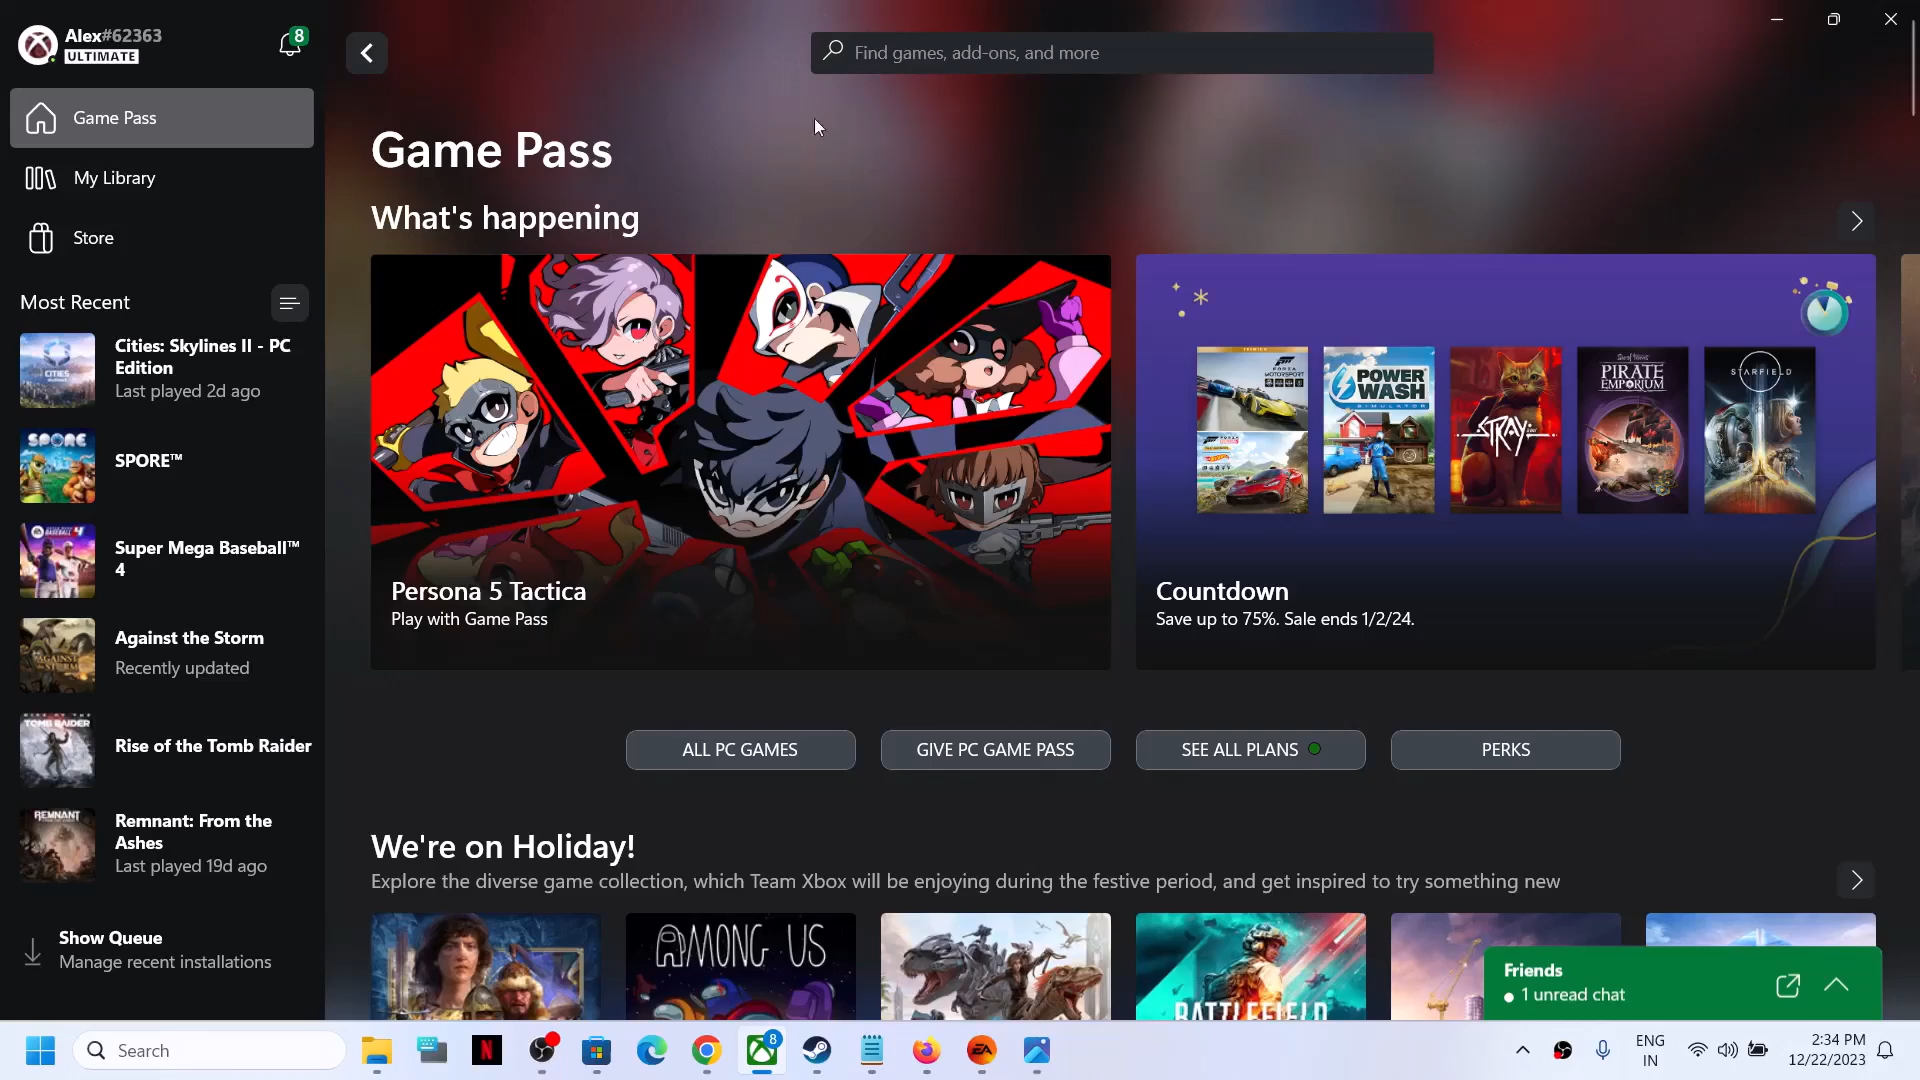 Alex#62363
ULTIMATE
8
Find games, add-ons, and more
Game Pass
My Library
Store
Most Recent
Cities: Skylines II - PC
Edition
Last played 2d ago
SPORE™
Super Mega Baseball™
4
Against the Storm
Recently updated
Rise of the Tomb Raider
Remnant: From the
Ashes
Last played 19d ago
Show Queue
Manage recent installations
Game Pass
What's happening
Persona 5 Tactica
Play with Game Pass
FORZA
MOTORSPORT
POWER
WASH
SIMULATOR
STRAY
PIRATE
EMPORIUM
STARFIELD
Countdown
Save up to 75%. Sale ends 1/2/24.
ALL PC GAMES
GIVE PC GAME PASS
SEE ALL PLANS
PERKS
We're on Holiday!
Explore the diverse game collection, which Team Xbox will be enjoying during the festive period, and get inspired to try something new
AMONG US
BATTLEFIELD
Friends
1 unread chat
Search
N
8
EA
ENG
IN
2:34 PM
12/22/2023